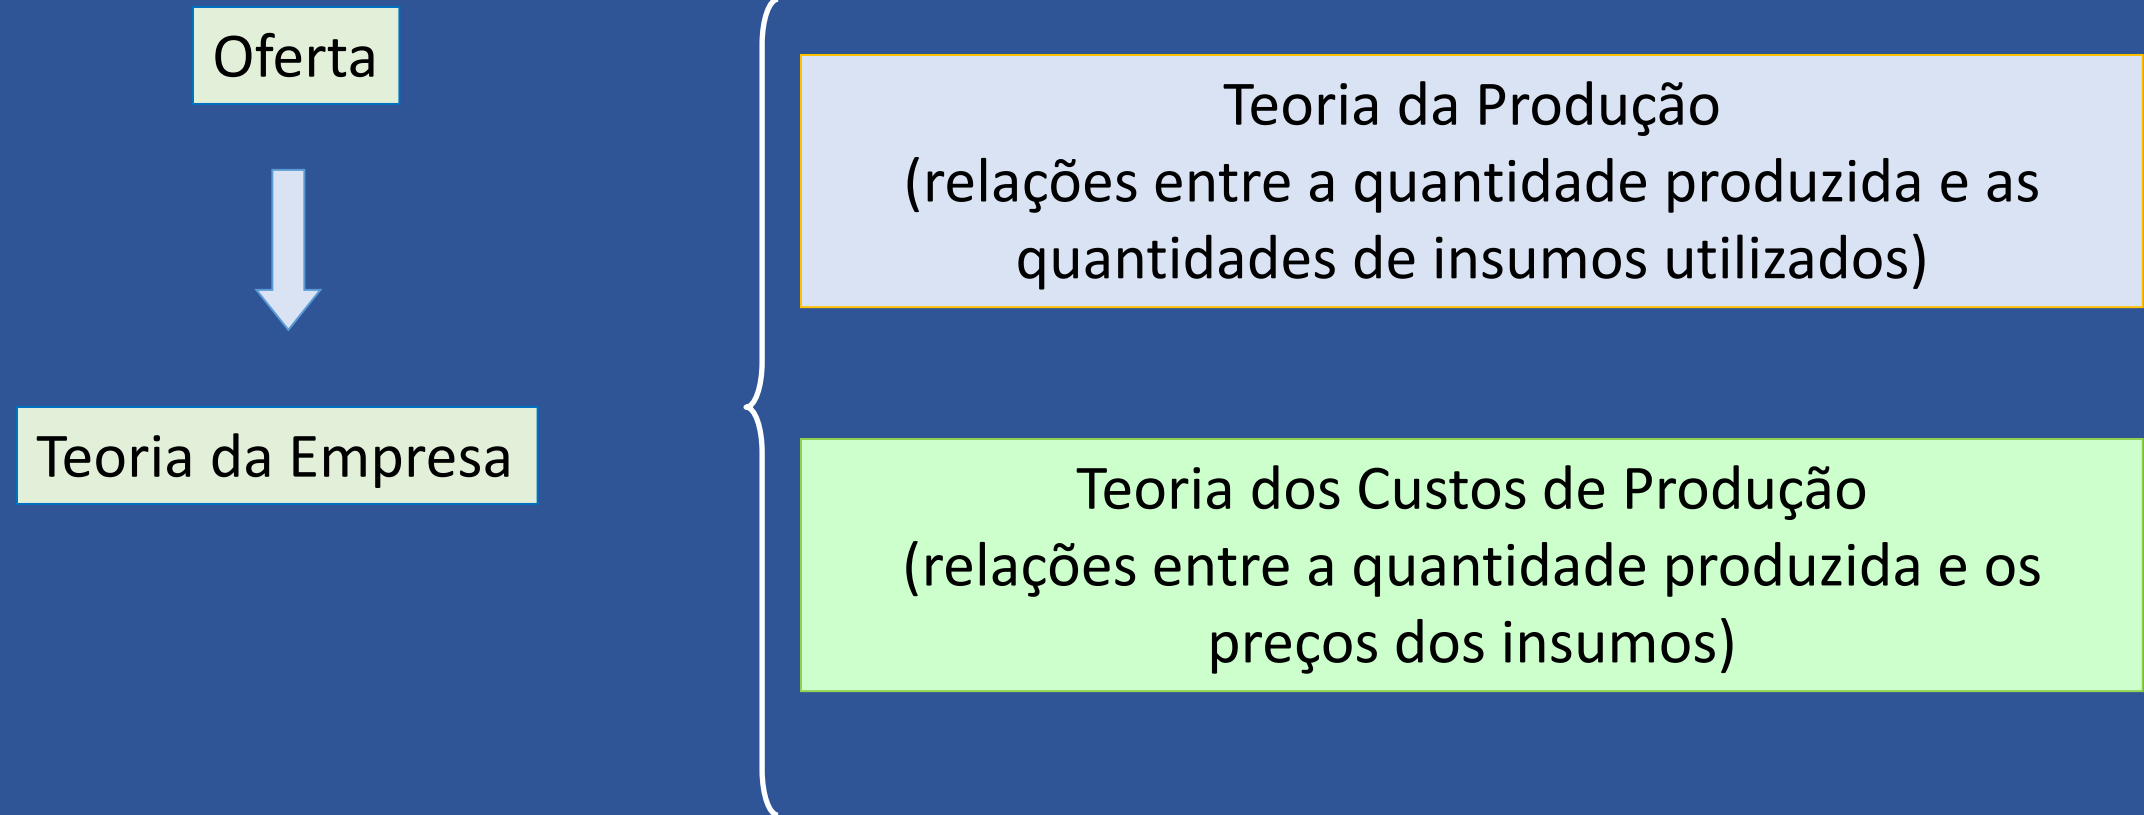 Oferta
Teoria da Empresa
Teoria da Produção
(relações entre a quantidade produzida e as
quantidades de insumos utilizados)
Teoria dos Custos de Produção
(relações entre a quantidade produzida e os
preços dos insumos)